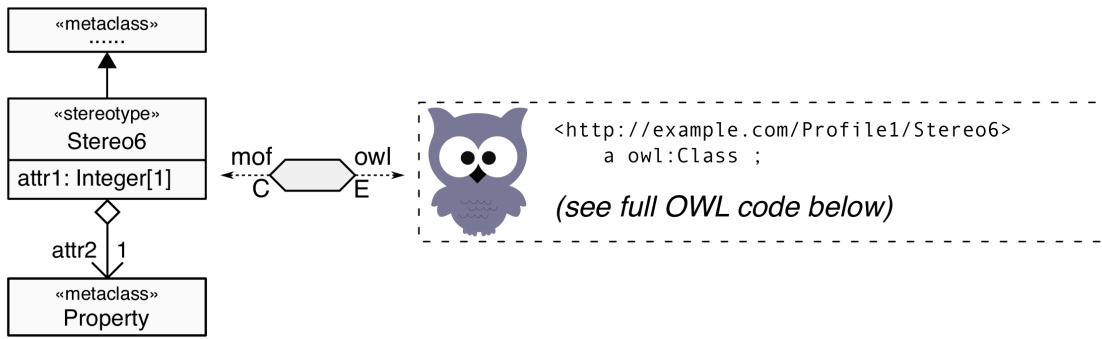 «metaclass»
......
«stereotype»
Stereo6
attr1: Integer[1]
attr2 1
«metaclass»
Property
mof owl
C E
<http://example.com/Profile1/Stereo6>
a owl:Class ;
(see full OWL code below)